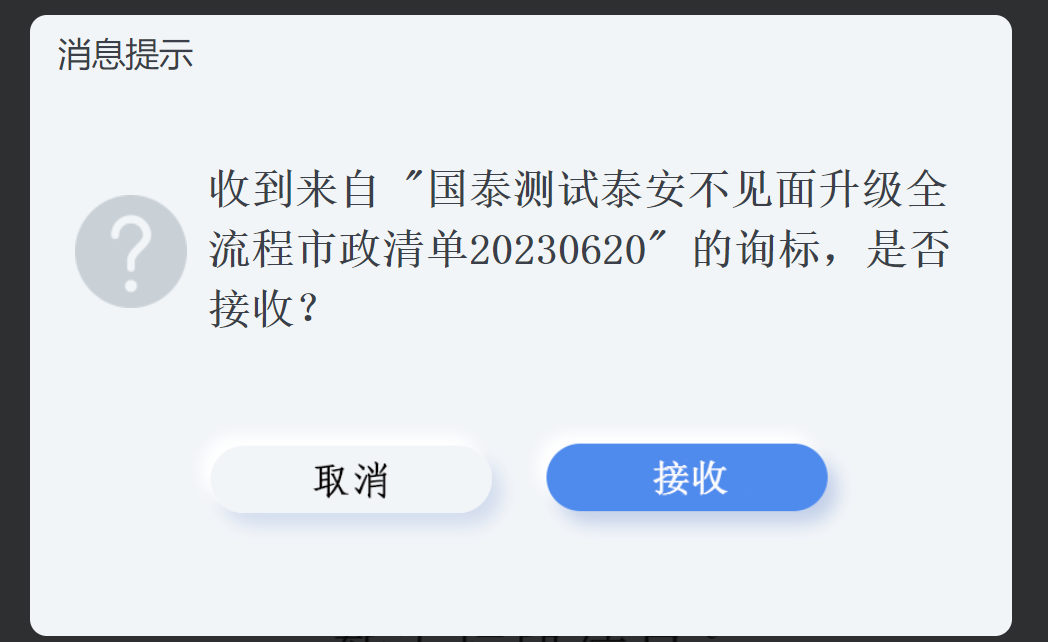 消息提示
收到来自 "国泰测试泰安不见面升级全
流程市政清单20230620" 的询标，是否
接收？
取消
接收